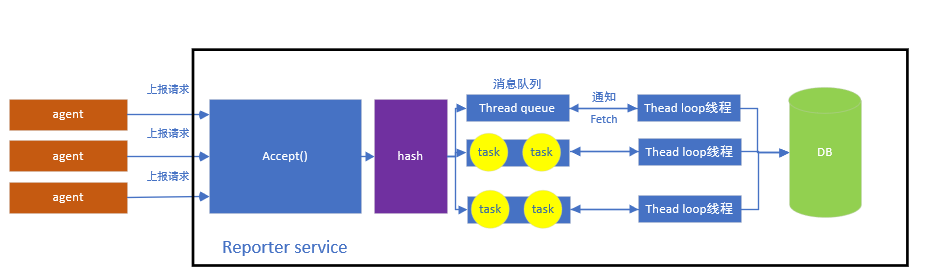 消息队列
上报请求
agent
Thread queue
通知
Fetch
Thead loop线程
上报请求
agent
Accept()
hash
task
task
Thead loop线程
DB
上报请求
agent
task
task
Thead loop线程
Reporter service